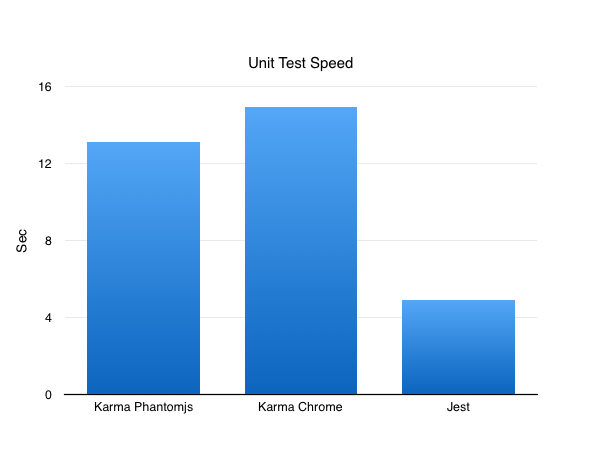 Unit Test Speed
16
12
8
4
0
Sec
Karma Phantomjs
Karma Chrome
Jest